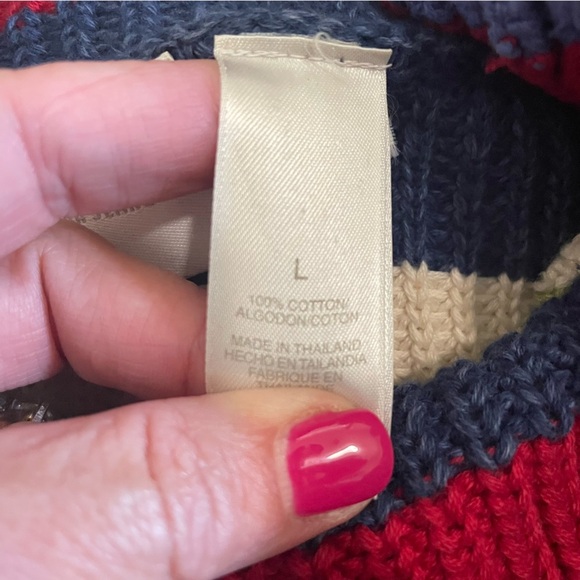 L
100% COTTON/
ALGODON/COTON
MADE IN THAILAND
HECHO EN TAILANDIA
FABRIQUE EN